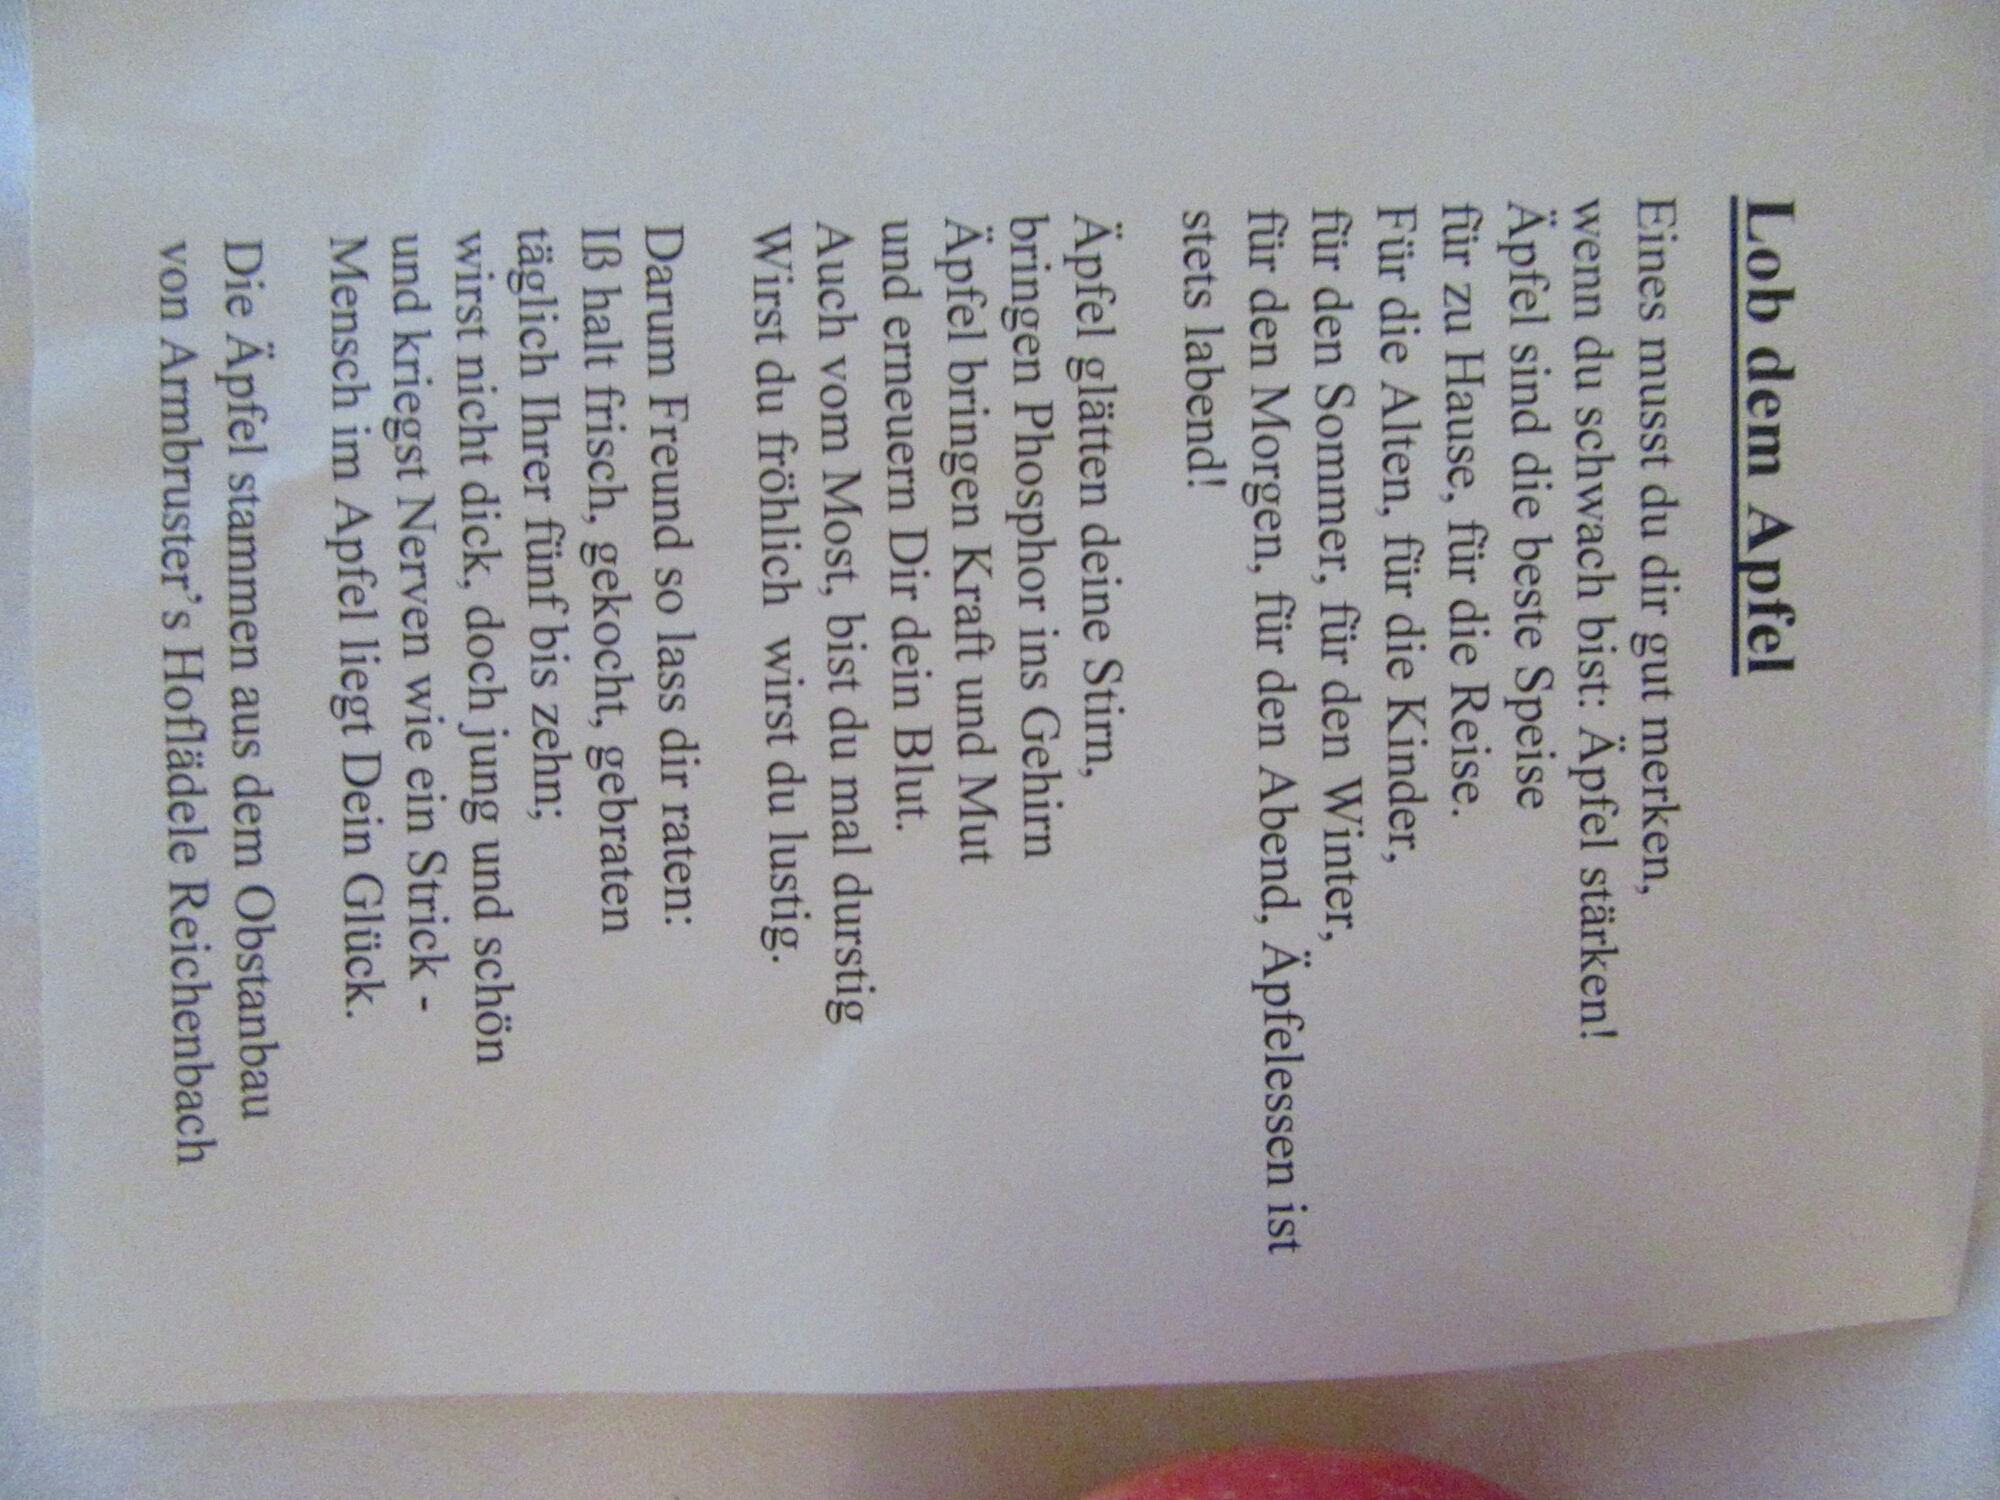 Lob dem Apfel
Eines musst du dir gut merken,
wenn du schwach bist: Äpfel stärken!
Äpfel sind die beste Speise
für zu Hause, für die Reise.
Für die Alten, für die Kinder,
für den Sommer, für den Winter,
für den Morgen, für den Abend, Äpfelessen ist
stets labend!
Äpfel glätten deine Stirn,
bringen Phosphor ins Gehirn
Äpfel bringen Kraft und Mut
und erneuern Dir dein Blut.
Auch vom Most, bist du mal durstig
Wirst du fröhlich wirst du lustig.
Darum Freund so lass dir raten:
Iß halt frisch, gekocht, gebraten
täglich Ihrer fünf bis zehn;
wirst nicht dick, doch jung und schön
und kriegst Nerven wie ein Strick -
Mensch im Apfel liegt Dein Glück.
Die Äpfel stammen aus dem Obstanbau
von Armbruster’s Koflädele Reichenbach